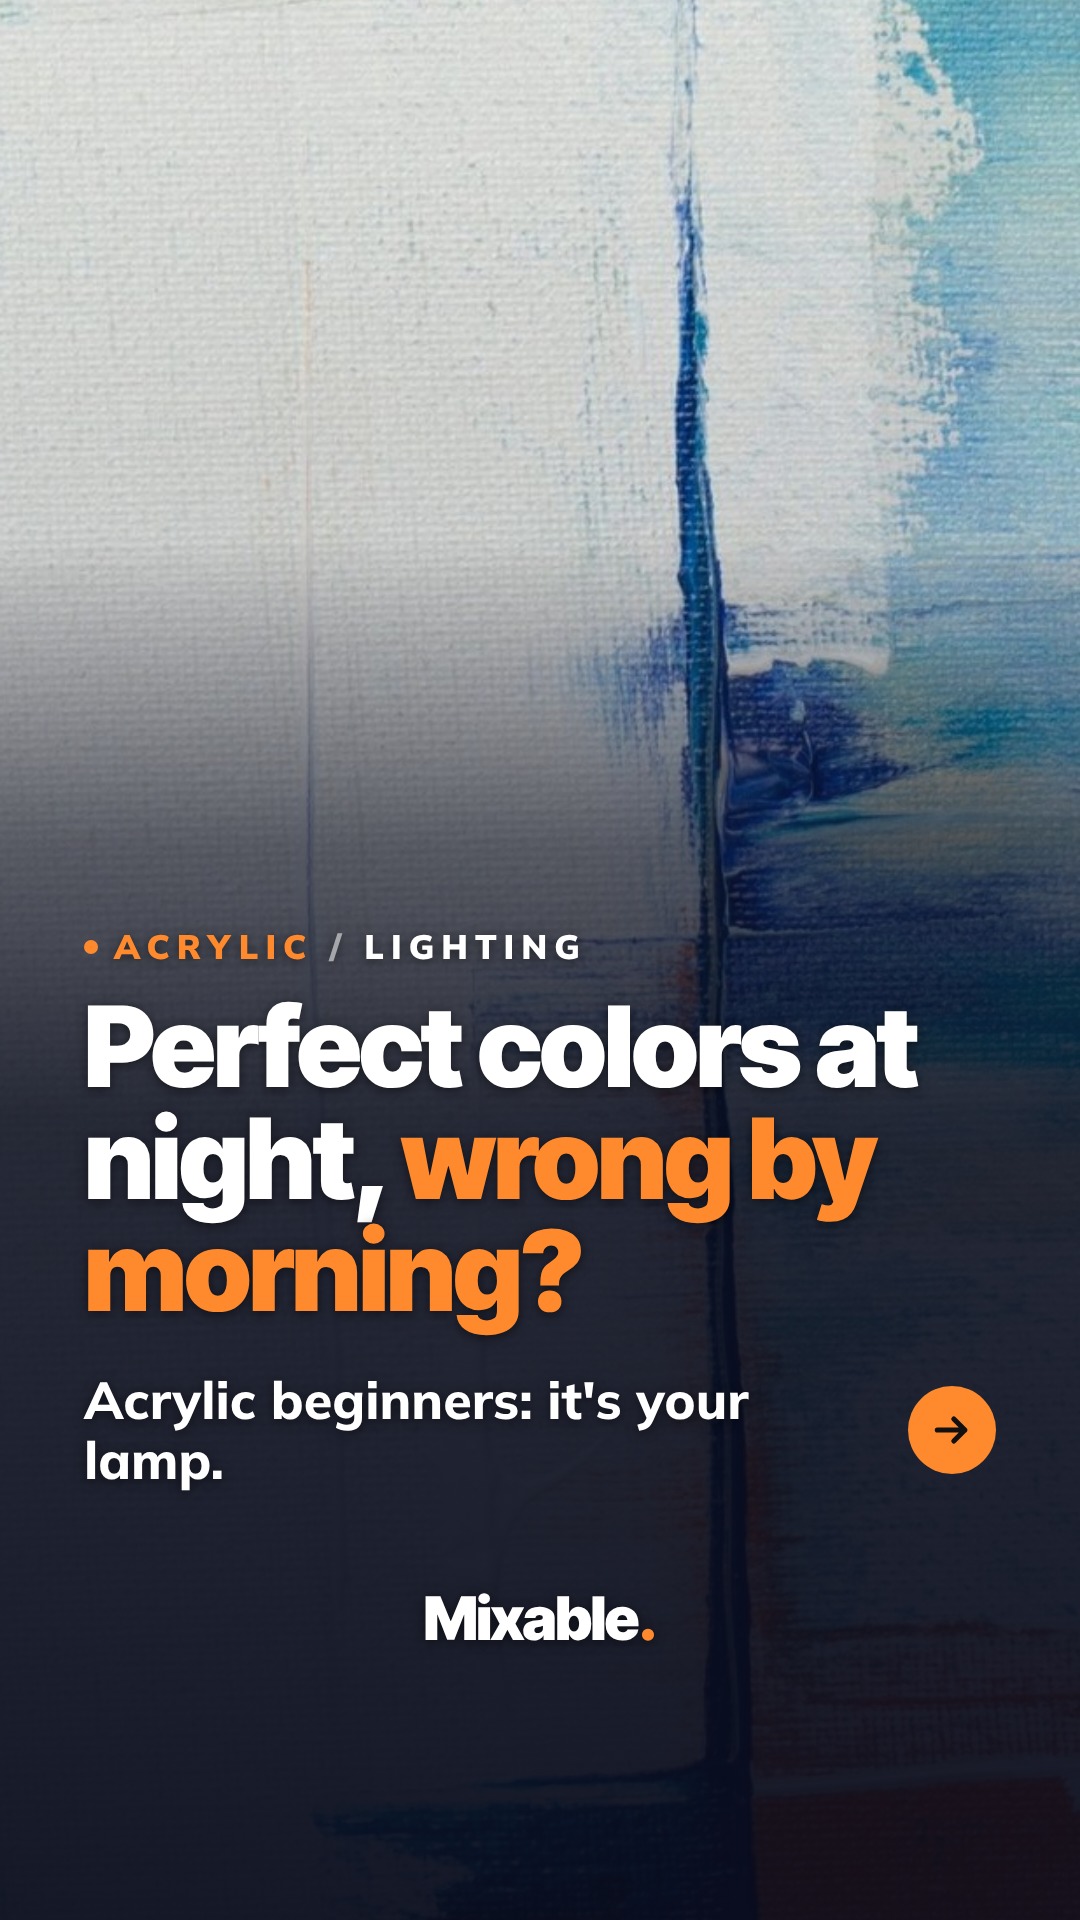 • ACRYLIC / LIGHTING
Perfect colors at
night, wrong by
morning?
Acrylic beginners: it's your
lamp.
Mixable.